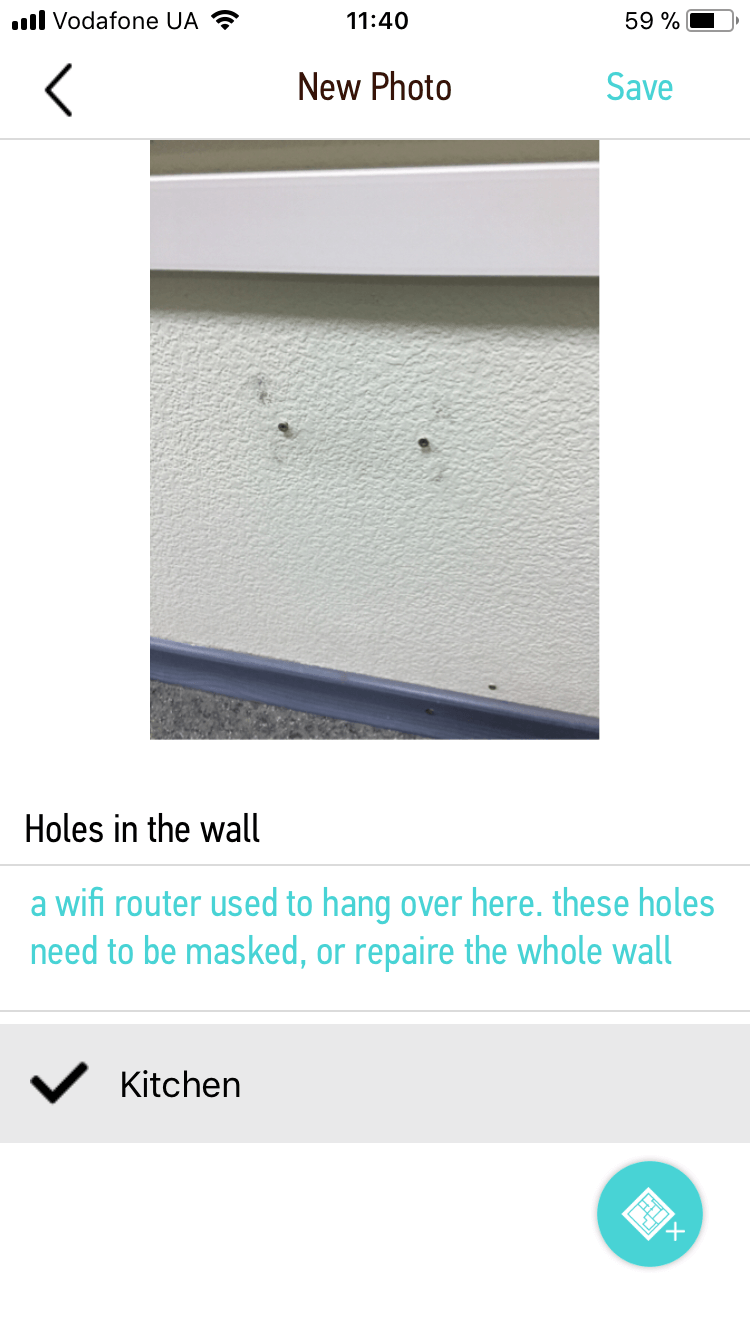 Vodafone UA 11:40 59 %
New Photo Save
Holes in the wall
a wifi router used to hang over here. these holes
need to be masked, or repaire the whole wall
Kitchen